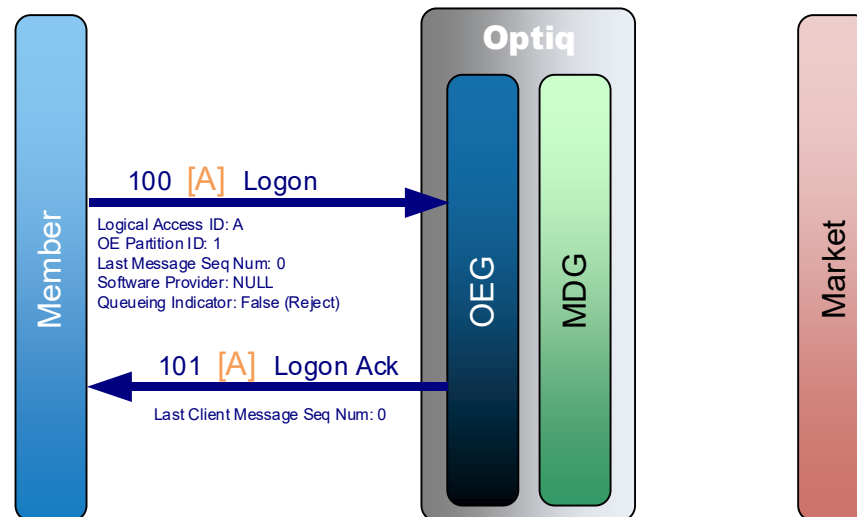 Optiq
100 [A] Logon
Logical Access ID: A
OE Partition ID: 1
Last Message Seq Num: 0
Software Provider: NULL
Queueing Indicator: False (Reject)
Member
OEG
MDG
Market
101 [A] Logon Ack
Last Client Message Seq Num: 0